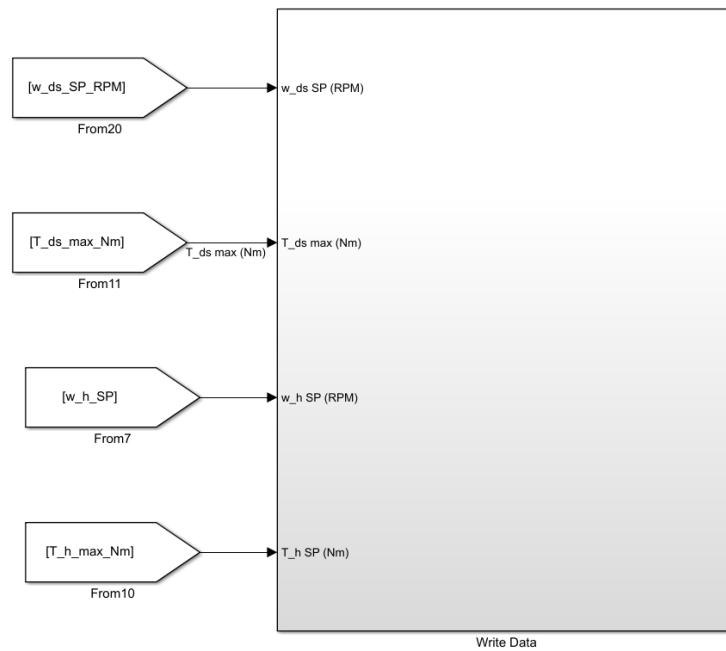 [w_ds_SP_RPM]
w_ds SP (RPM)
From20
[T_ds_max_Nm]
T_ds max (Nm)
T_ds max (Nm)
From11
[w_h_SP]
w_h SP (RPM)
From7
[T_h_max_Nm]
T_h SP (Nm)
From10
Write Data